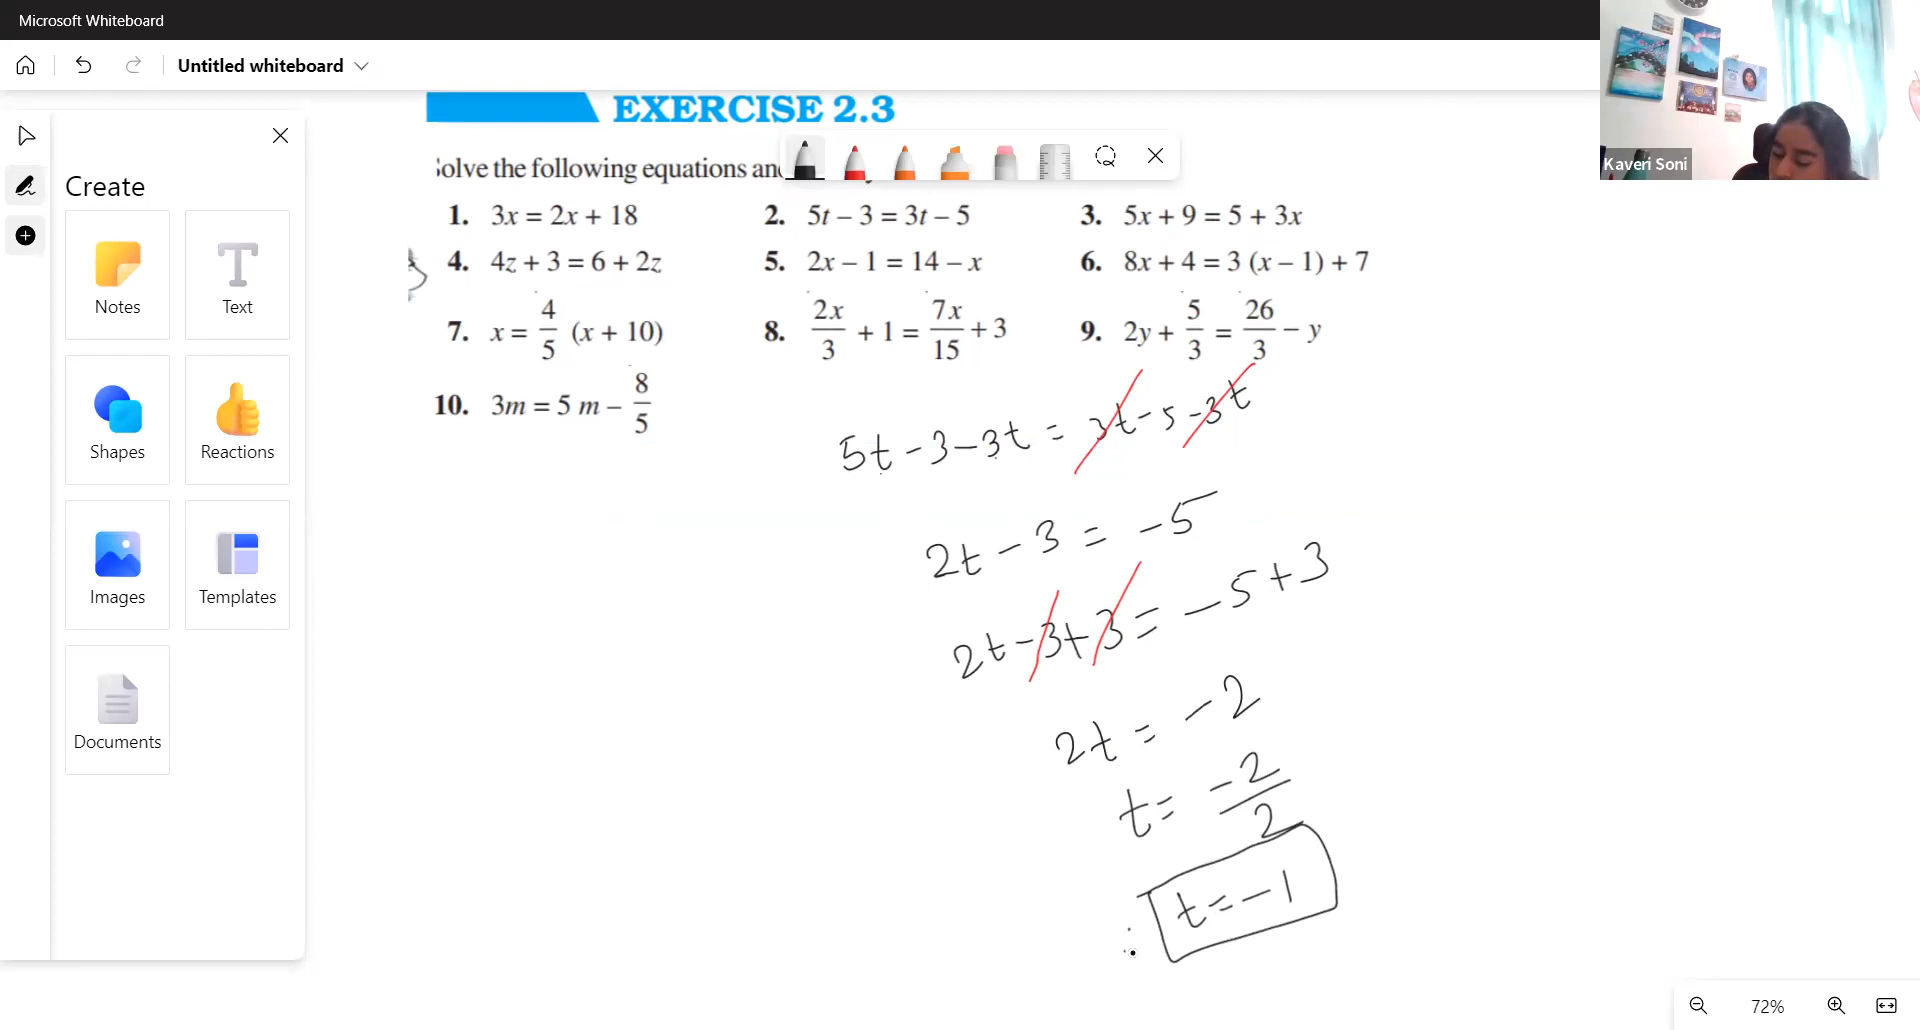 Microsoft Whiteboard
Untitled whiteboard
Kaveri Soni
Create
Notes
Text
Shapes
Reactions
Images
Templates
Documents
EXERCISE 2.3
olve the following equations an
1. 3x = 2x + 18
2. 5t – 3 = 3t – 5
3. 5x + 9 = 5 + 3x
4. 4z + 3 = 6 + 2z
5. 2x – 1 = 14 – x
6. 8x + 4 = 3 (x – 1) + 7
7. x = 4/5 (x + 10)
8. 2x/3 + 1 = 7x/15 + 3
9. 2y + 5/3 = 26/3 – y
10. 3m = 5 m – 8/5
5t - 3 - 3t = 3t - 5 - 3t
2t - 3 = -5
2t - 3 + 3 = -5 + 3
2t = -2
t = -2/2
t = -1
72%